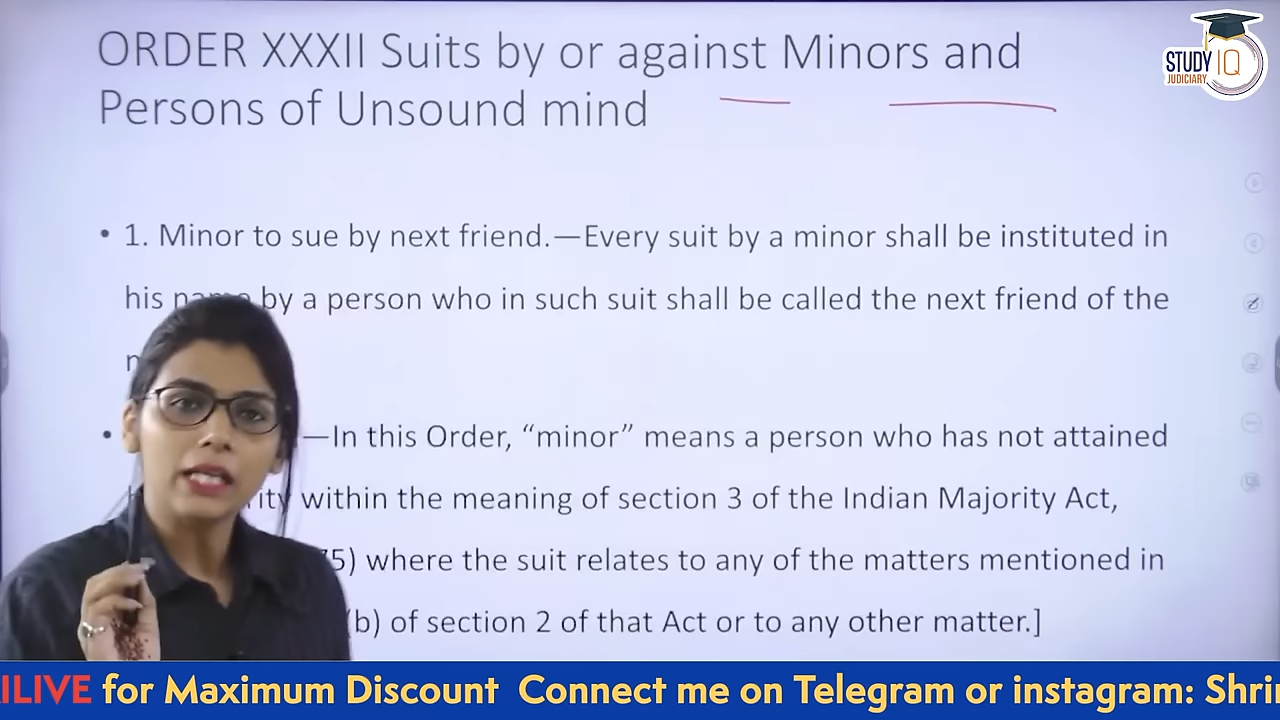 ORDER XXXII Suits by or against Minors and
Persons of Unsound mind
STUDY IQ
JUDICIARY
• 1. Minor to sue by next friend.—Every suit by a minor shall be instituted in
his name by a person who in such suit shall be called the next friend of the
• —In this Order, “minor” means a person who has not attained
within the meaning of section 3 of the Indian Majority Act,
75) where the suit relates to any of the matters mentioned in
(b) of section 2 of that Act or to any other matter.]
LIVE for Maximum Discount Connect me on Telegram or instagram: